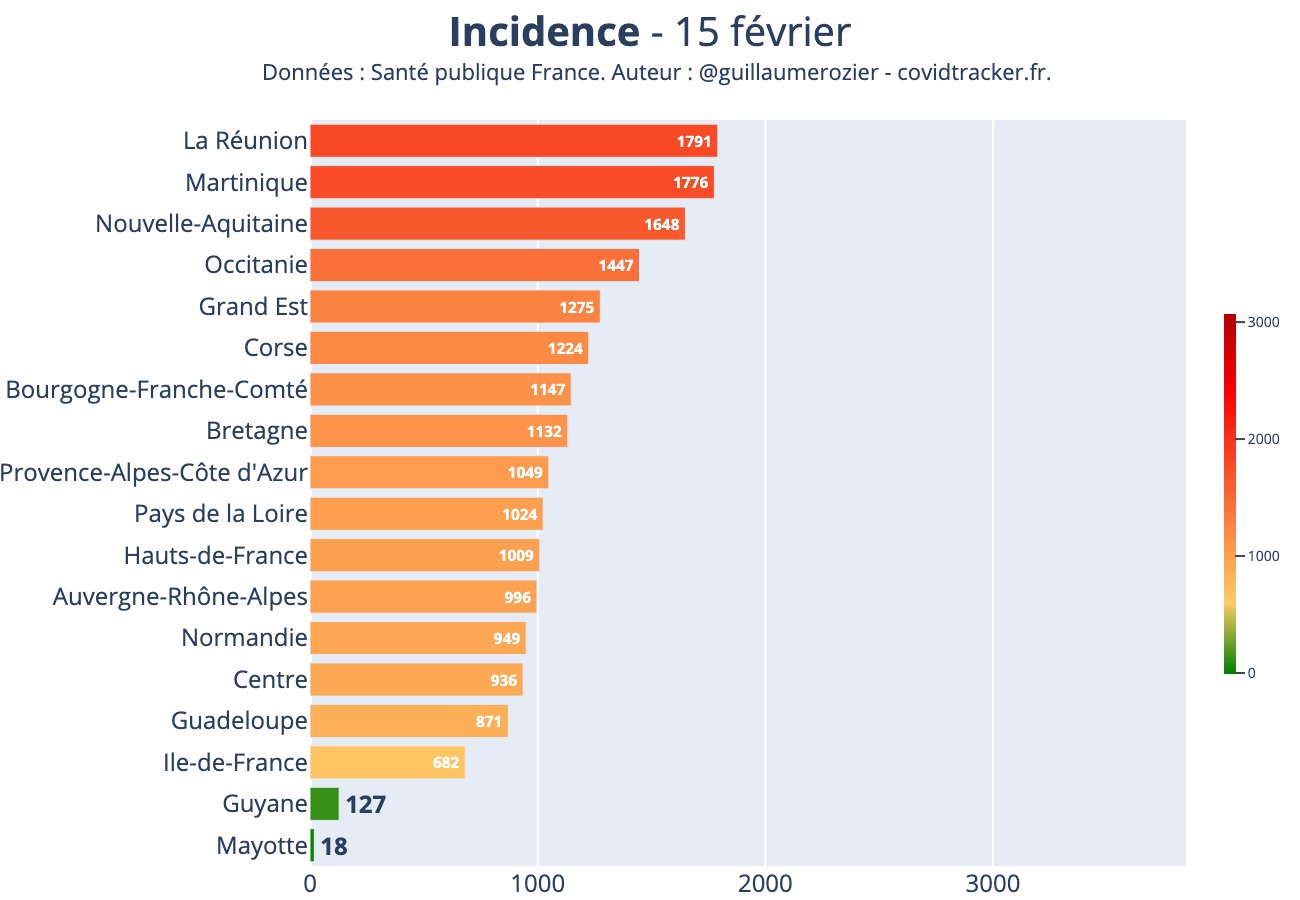 Incidence - 15 février
Données : Santé publique France. Auteur : @guillaumerozier - covidtracker.fr.
La Réunion 1791
Martinique 1776
Nouvelle-Aquitaine 1648
Occitanie 1447
Grand Est 1275
Corse 1224
Bourgogne-Franche-Comté 1147
Bretagne 1132
Provence-Alpes-Côte d'Azur 1049
Pays de la Loire 1024
Hauts-de-France 1009
Auvergne-Rhône-Alpes 996
Normandie 949
Centre 936
Guadeloupe 871
Ile-de-France 682
Guyane 127
Mayotte 18
0 1000 2000 3000
3000
2000
1000
0